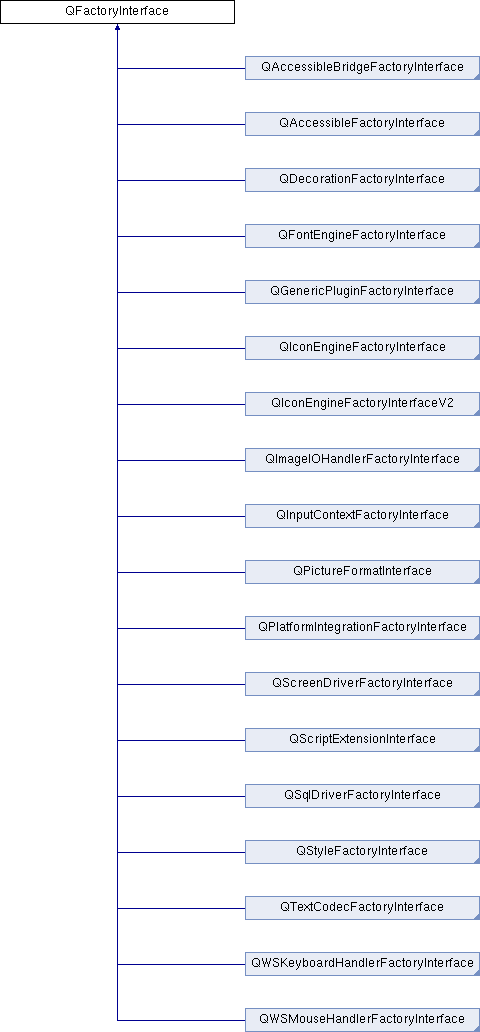 QFactoryInterface
QAccessibleBridgeFactoryInterface
QAccessibleFactoryInterface
QDecorationFactoryInterface
QFontEngineFactoryInterface
QGenericPluginFactoryInterface
QIconEngineFactoryInterface
QIconEngineFactoryInterfaceV2
QImageIOHandlerFactoryInterface
QInputContextFactoryInterface
QPictureFormatInterface
QPlatformIntegrationFactoryInterface
QScreenDriverFactoryInterface
QScriptExtensionInterface
QSqlDriverFactoryInterface
QStyleFactoryInterface
QTextCodecFactoryInterface
QWSKeyboardHandlerFactoryInterface
QWSMouseHandlerFactoryInterface